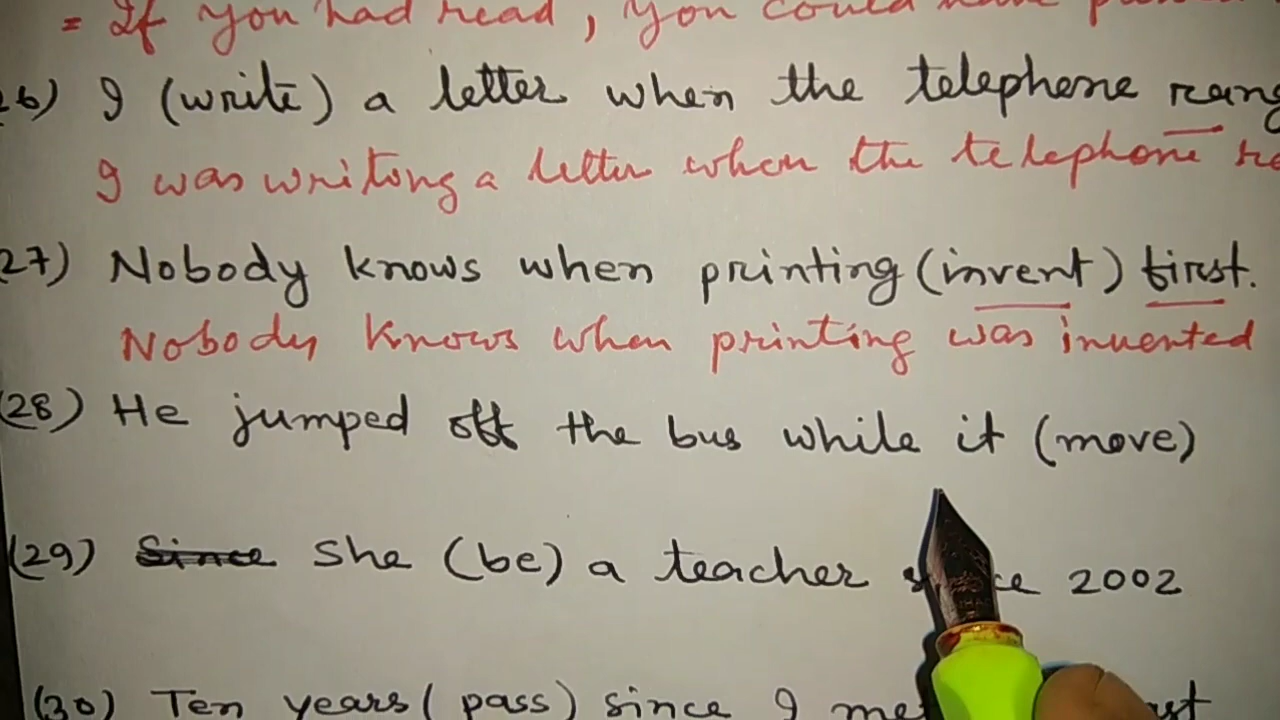 = If you had read, you could have
26) I (write) a letter when the telephone rang
I was writing a letter when the telephone
27) Nobody knows when printing (invent) first.
Nobody knows when printing was invented
(28) He jumped off the bus while it (move)
(29) She (be) a teacher 2002
(30) Ten years (pass) since I